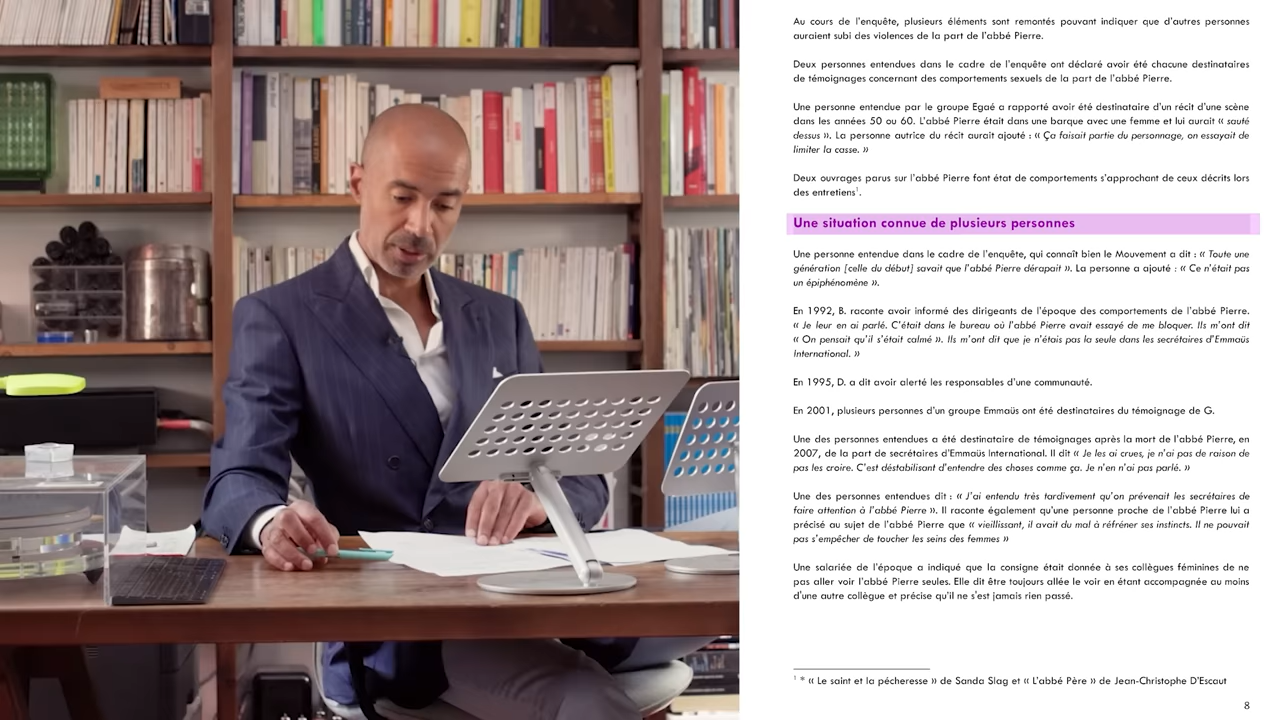 Au cours de l'enquête, plusieurs éléments sont remontés pouvant indiquer que d'autres personnes
auraient subi des violences de la part de l'abbé Pierre.
Deux personnes entendues dans le cadre de l'enquête ont déclaré avoir été chacune destinataires
de témoignages concernant des comportements sexuels de la part de l'abbé Pierre.
Une personne entendue par le groupe Egaé a rapporté avoir été destinataire d'un récit d'une scène
dans les années 50 ou 60. L'abbé Pierre était dans une barque avec une femme et lui aurait « sauté
dessus ». La personne autrice du récit aurait ajouté : « Ça faisait partie du personnage, on essayait de
limiter la casse. »
Deux ouvrages parus sur l'abbé Pierre font état de comportements s'approchant de ceux décrits lors
des entretiens¹.
Une situation connue de plusieurs personnes
Une personne entendue dans le cadre de l'enquête, qui connaît bien le Mouvement a dit : « Toute une
génération [celle du début] savait que l'abbé Pierre dérapait ». La personne a ajouté : « Ce n'était pas
un épiphénomène ».
En 1992, B. raconte avoir informé des dirigeants de l'époque des comportements de l'abbé Pierre.
« Je leur en ai parlé. C'était dans le bureau où l'abbé Pierre avait essayé de me bloquer. Ils m'ont dit
« On pensait qu'il s'était calmé ». Ils m'ont dit que je n'étais pas la seule dans les secrétaires d'Emmaüs
International. »
En 1995, D. a dit avoir alerté les responsables d'une communauté.
En 2001, plusieurs personnes d'un groupe Emmaüs ont été destinataires du témoignage de G.
Une des personnes entendues a été destinataire de témoignages après la mort de l'abbé Pierre, en
2007, de la part de secrétaires d'Emmaüs International. Il dit « Je les ai crues, je n'ai pas de raison de
pas les croire. C'est déstabilisant d'entendre des choses comme ça. Je n'en n'ai pas parlé. »
Une des personnes entendues dit : « J'ai entendu très tardivement qu'on prévenait les secrétaires de
faire attention à l'abbé Pierre ». Il raconte également qu'une personne proche de l'abbé Pierre lui a
précisé au sujet de l'abbé Pierre que « vieillissant, il avait du mal à réfréner ses instincts. Il ne pouvait
pas s'empêcher de toucher les seins des femmes »
Une salariée de l'époque a indiqué que la consigne était donnée à ses collègues féminines de ne
pas aller voir l'abbé Pierre seules. Elle dit être toujours allée le voir en étant accompagnée au moins
d'une autre collègue et précise qu'il ne s'est jamais rien passé.
¹ * « Le saint et la pécheresse » de Sanda Slag et « L'abbé Père » de Jean-Christophe D'Escaut
8